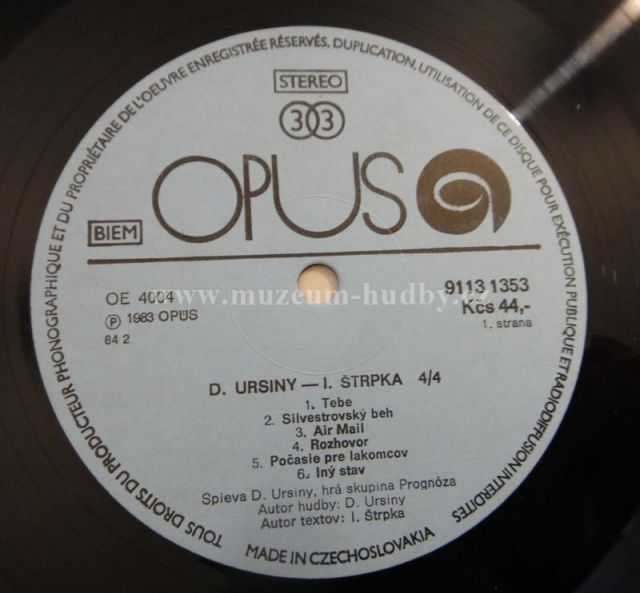 TOUS DROITS DU PRODUCTEUR PHONOGRAPHIQUE ET DU PROPRIÉTAIRE DE L'OEUVRE ENREGISTRÉE RÉSERVÉS. DUPLICATION, UTILISATION DE CE DISQUE POUR EXÉCUTION PUBLIQUE ET RADIODIFFUSION INTERDITES
STEREO
33
OPUS
BIEM
OE 4004
9113 1353
Ⓟ 1983 OPUS
Kčs 44,-
84 2
1. strana
www.muzeum-hudby.cz
D. URSINY — I. ŠTRPKA 4/4
1. Tebe
2. Silvestrovský beh
3. Air Mail
4. Rozhovor
5. Počasie pre lakomcov
6. Iný stav
Spieva D. Ursiny, hrá skupina Prognóza
Autor hudby: D. Ursiny
Autor textov: I. Štrpka
MADE IN CZECHOSLOVAKIA